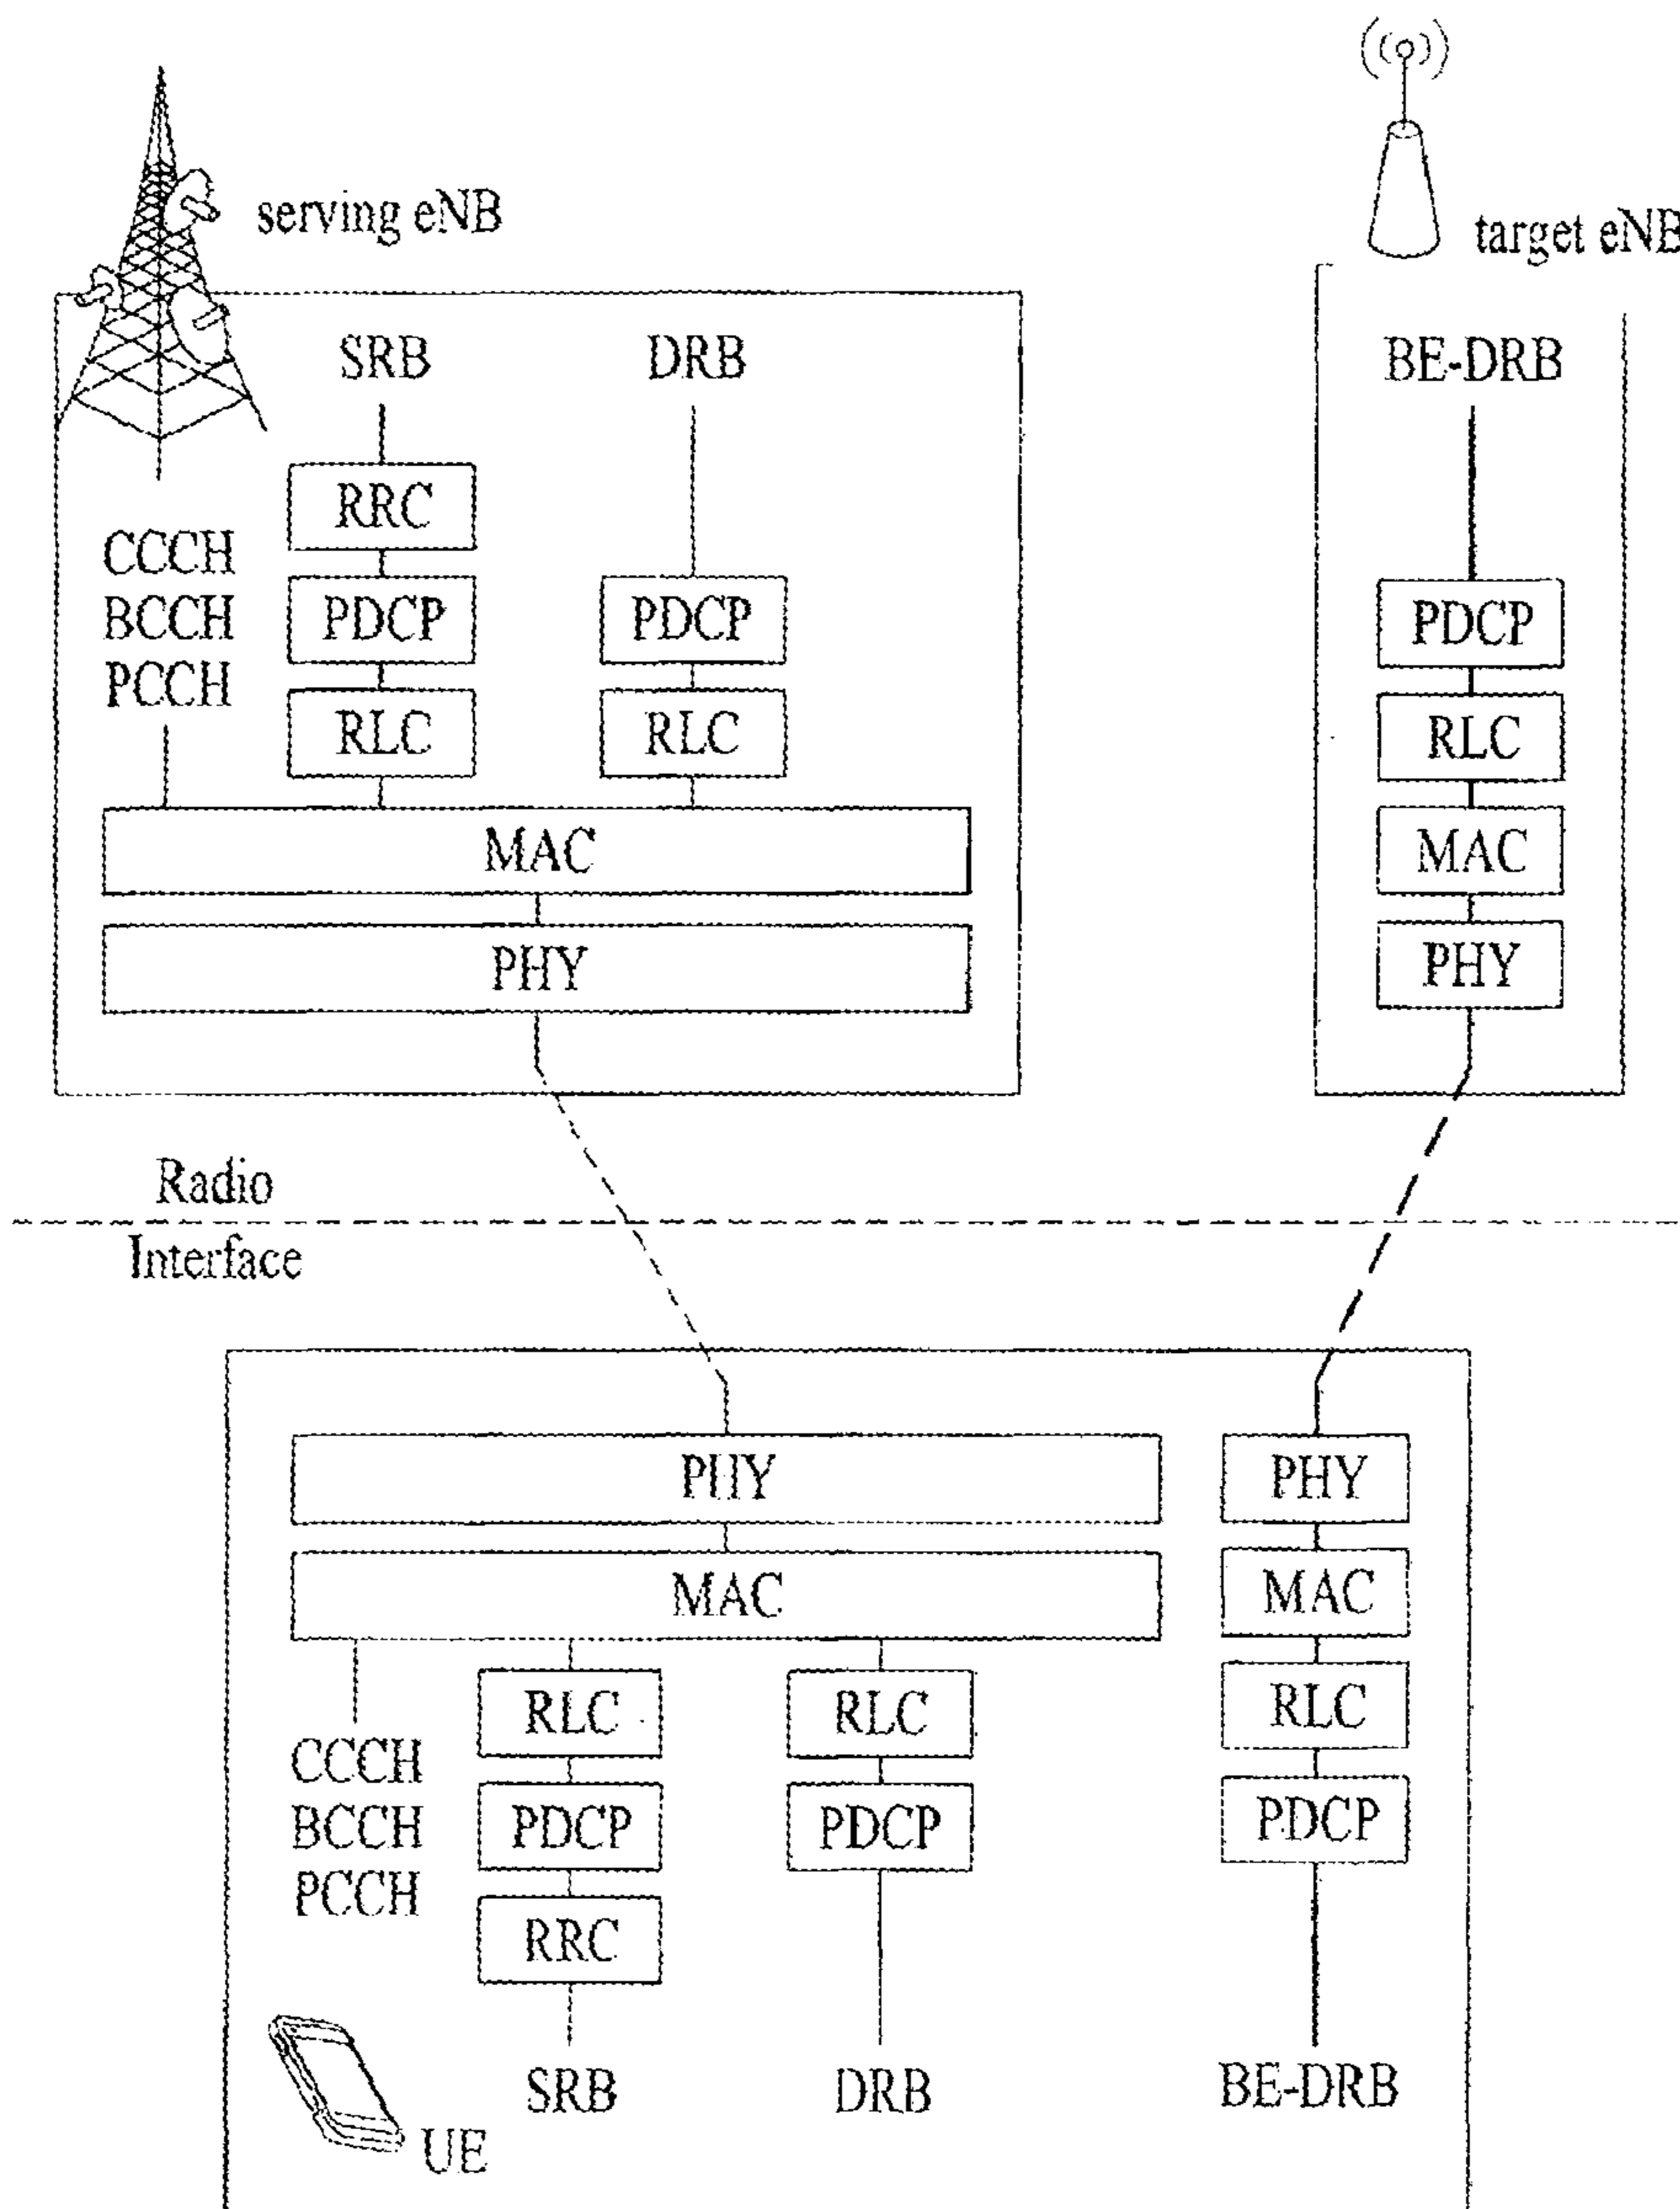 serving eNB
target eNB
SRB
DRB
BE-DRB
RRC
CCCH
BCCH
PCCH
PDCP
PDCP
PDCP
RLC
RLC
RLC
MAC
MAC
PHY
PHY
Radio
Interface
PHY
PHY
MAC
MAC
RLC
RLC
RLC
CCCH
BCCH
PCCH
PDCP
PDCP
PDCP
RRC
SRB
DRB
BE-DRB
UE